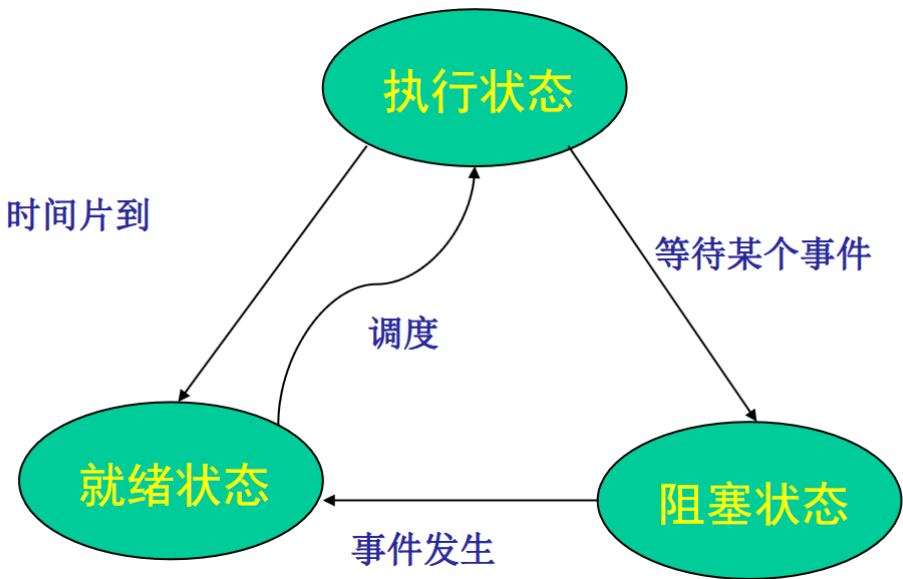 执行状态
时间片到
等待某个事件
调度
就绪状态
阻塞状态
事件发生